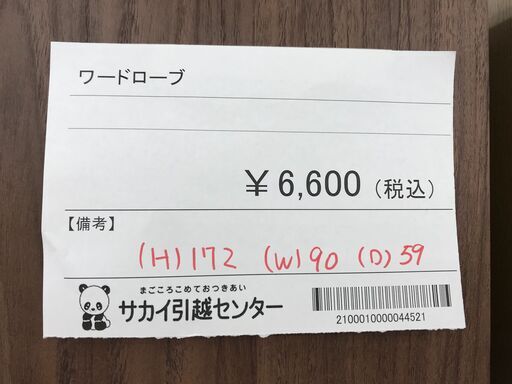 ワードローブ
¥6,600（税込）
【備考】
(H)172 (W)90 (D)59
まごころこめておつきあい
サカイ引越センター
2100010000044521